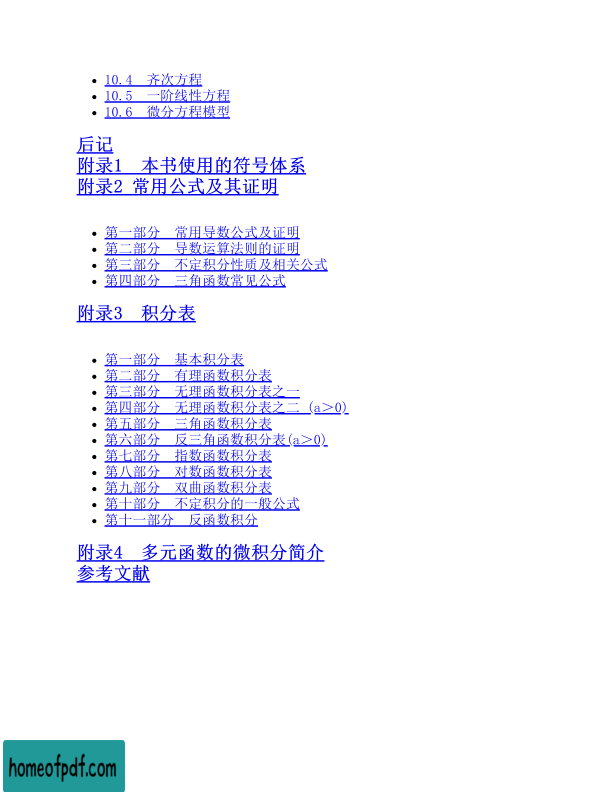 10.4　齐次方程
10.5　一阶线性方程
10.6　微分方程模型
后记
附录1　本书使用的符号体系
附录2 常用公式及其证明
第一部分　常用导数公式及证明
第二部分　导数运算法则的证明
第三部分　不定积分性质及相关公式
第四部分　三角函数常见公式
附录3　积分表
第一部分　基本积分表
第二部分　有理函数积分表
第三部分　无理函数积分表之一
第四部分　无理函数积分表之二 (a＞0)
第五部分　三角函数积分表
第六部分　反三角函数积分表(a＞0)
第七部分　指数函数积分表
第八部分　对数函数积分表
第九部分　双曲函数积分表
第十部分　不定积分的一般公式
第十一部分　反函数积分
附录4　多元函数的微积分简介
参考文献
homeofpdf.com